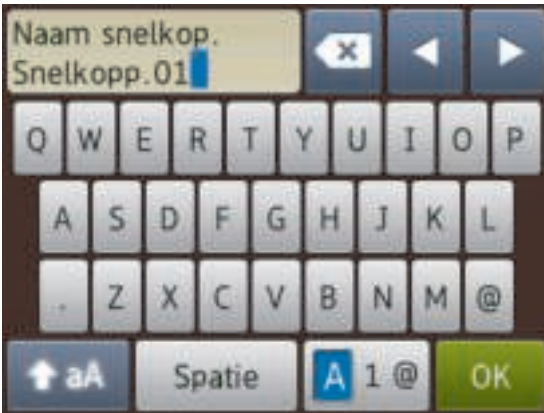 Naam snelkop.
Snelkopp.01
Q W E R T Y U I O P
A S D F G H J K L
. Z X C V B N M @
aA Spatie A 1 @ OK